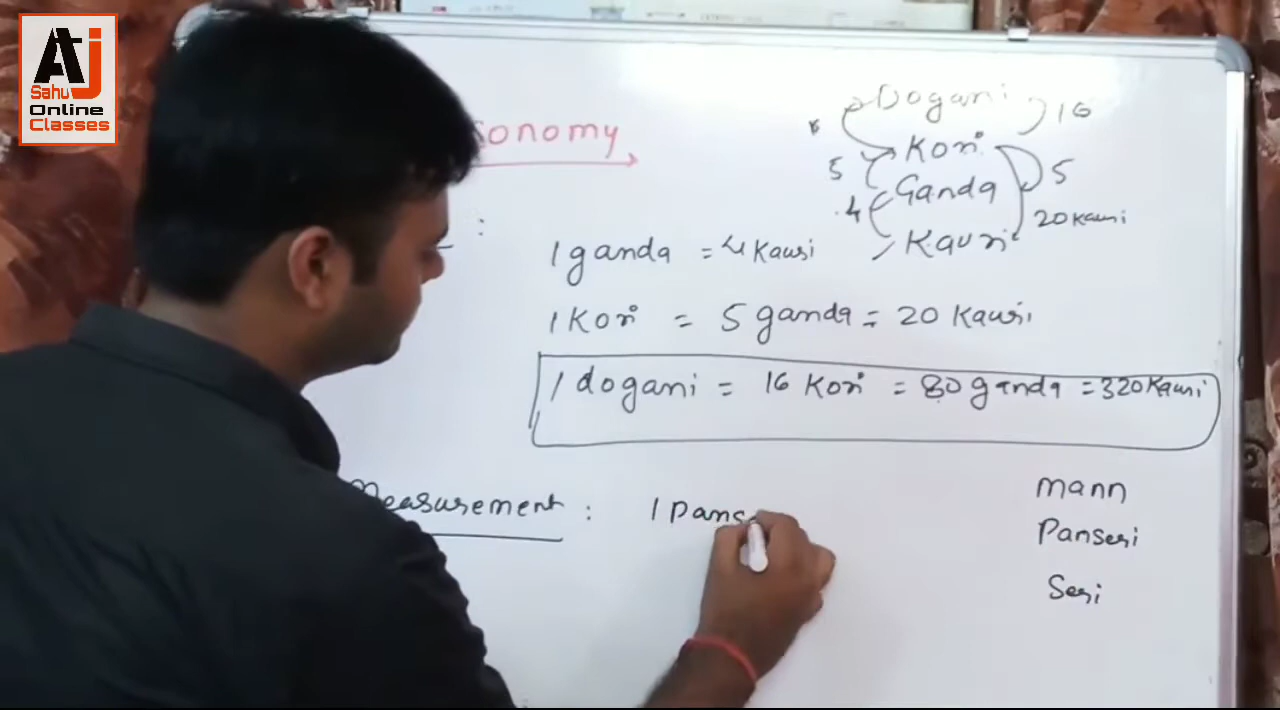 Aj
Sahu
Online
Classes
onomy
Dogani
16
Kori
5
5
Ganda
4
20 Kauri
Kauri
:
1 ganda = 4 Kauri
1 Kori = 5 ganda = 20 Kauri
1 dogani = 16 Kori = 80 ganda = 320 Kauri
Measurement : 1 Pans
Mann
Panseri
Seri